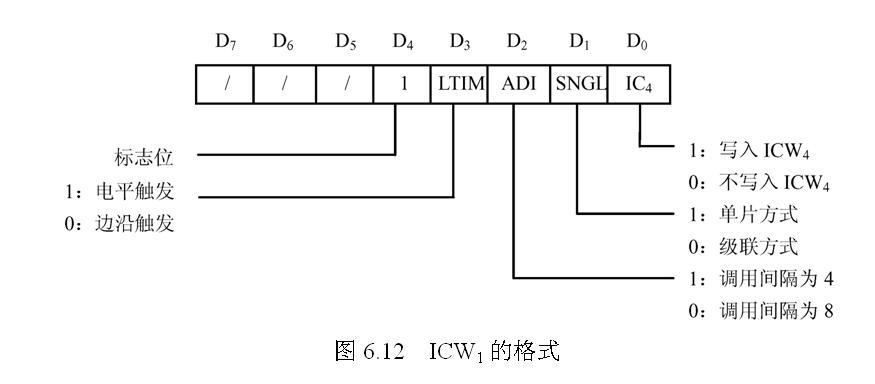 D₇ D₆ D₅ D₄ D₃ D₂ D₁ D₀
/ / / 1 LTIM ADI SNGL IC₄
标志位
1：电平触发
0：边沿触发
1：写入 ICW₄
0：不写入 ICW₄
1：单片方式
0：级联方式
1：调用间隔为 4
0：调用间隔为 8
图 6.12 ICW₁ 的格式